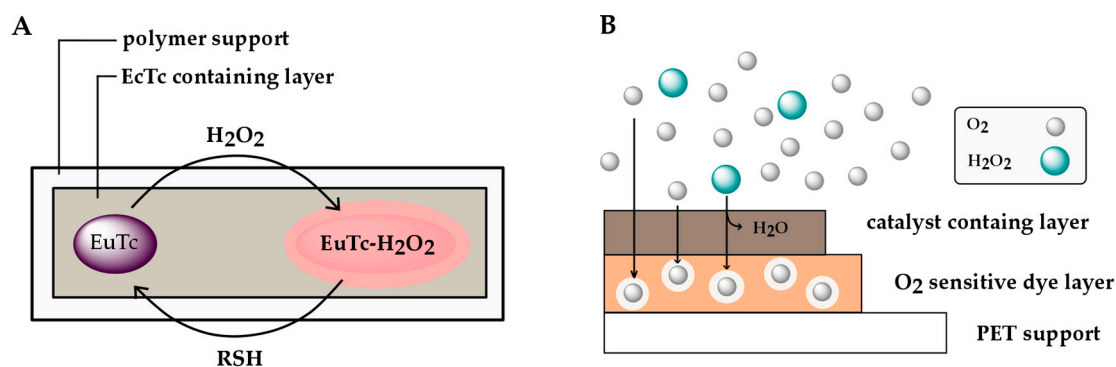 A
polymer support
EcTc containing layer
H2O2
EuTc
EuTc-H2O2
RSH
B
O2
H2O2
H2O
catalyst containg layer
O2 sensitive dye layer
PET support